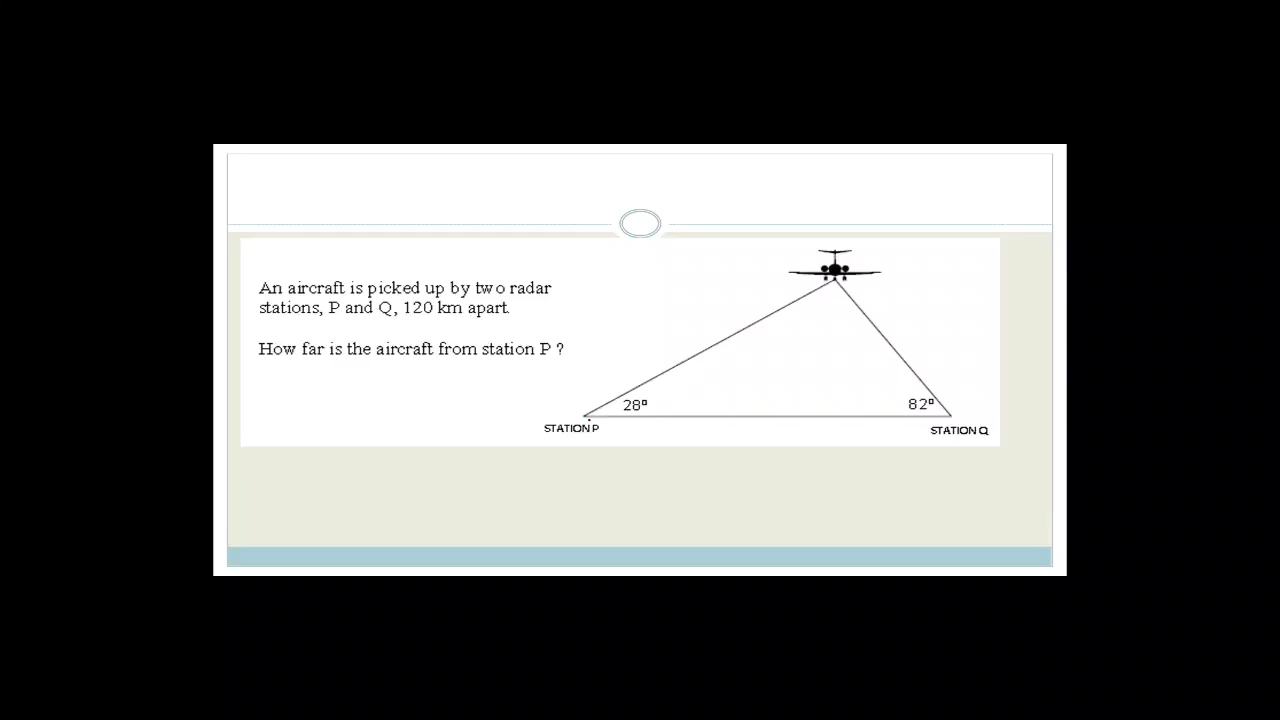 An aircraft is picked up by two radar
stations, P and Q, 120 km apart.
How far is the aircraft from station P ?
28º
82º
STATION P
STATION Q